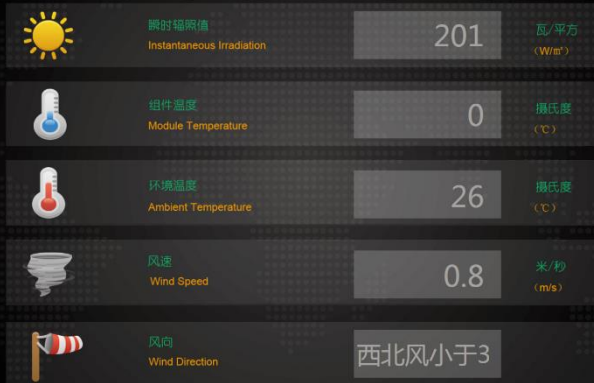 瞬时辐照值
Instantaneous Irradiation
201
瓦/平方
(W/㎡)
组件温度
Module Temperature
0
摄氏度
(℃)
环境温度
Ambient Temperature
26
摄氏度
(℃)
风速
Wind Speed
0.8
米/秒
(m/s)
风向
Wind Direction
西北风小于3